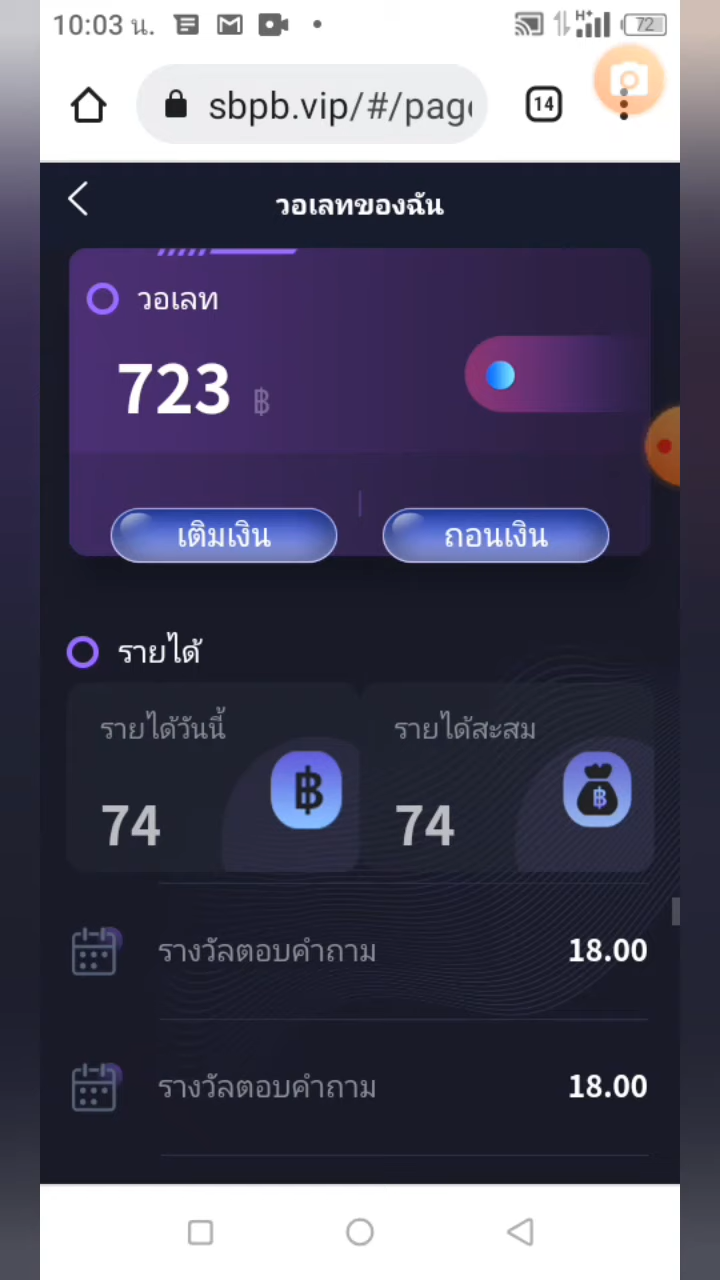 10:03 น.
72
H+
sbpb.vip/#/page
14
วอเลทของฉัน
วอเลท
723 ฿
เติมเงิน
ถอนเงิน
รายได้
รายได้วันนี้
รายได้สะสม
74
74
รางวัลตอบคำถาม 18.00
รางวัลตอบคำถาม 18.00